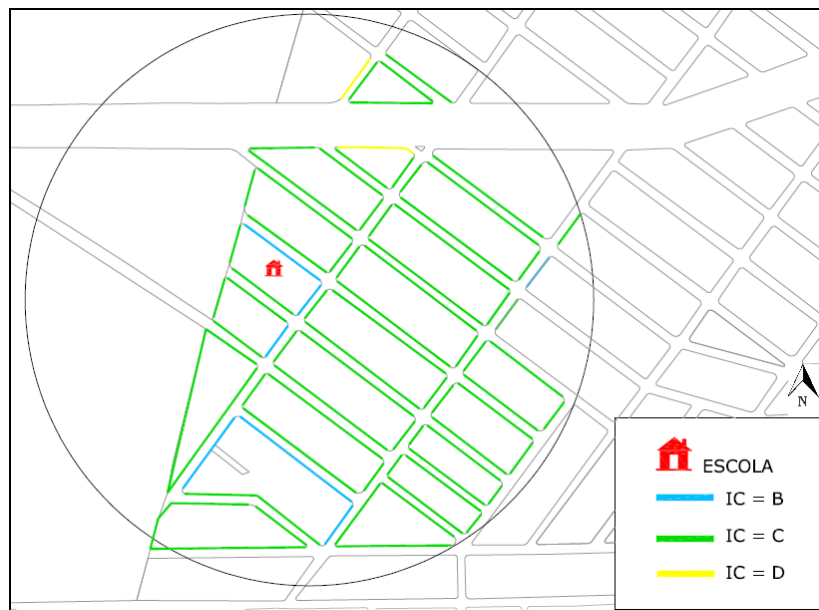 N
ESCOLA
IC = B
IC = C
IC = D